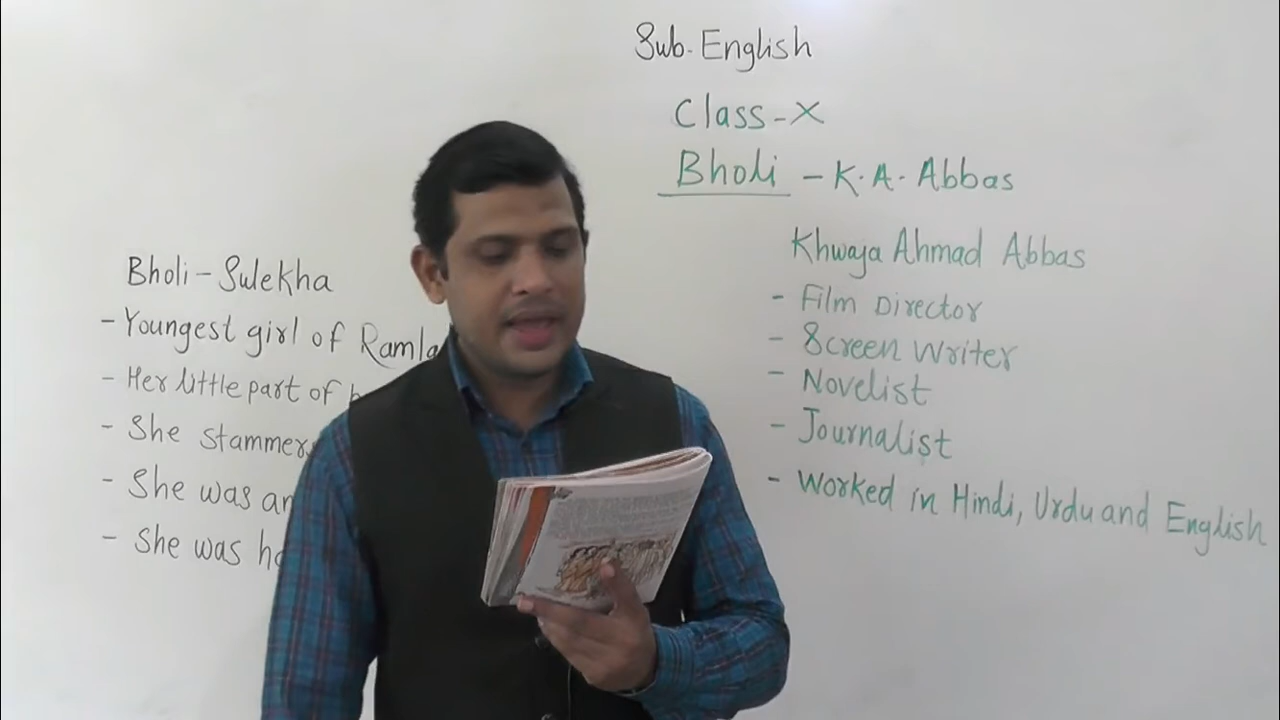 Sub. English
Class - X
Bholi - K. A. Abbas
Khwaja Ahmad Abbas
- Film Director
- Screen Writer
- Novelist
- Journalist
- Worked in Hindi, Urdu and English
Bholi - Sulekha
- Youngest girl of
- Her little part of
- She stammers
- She was
- She was